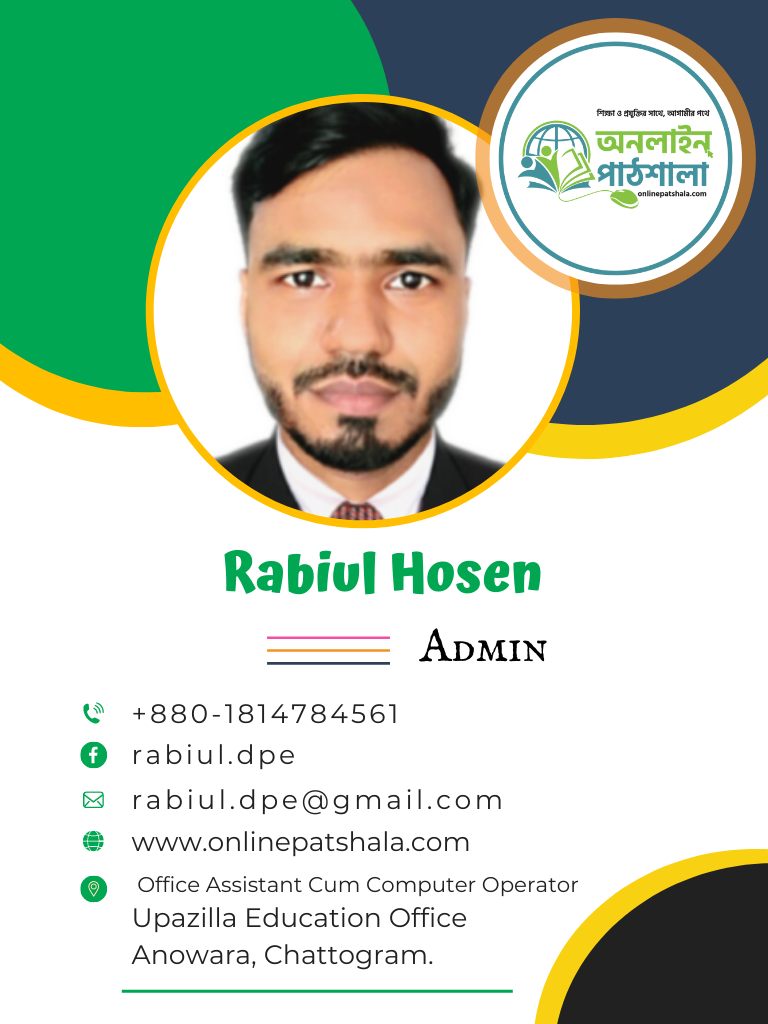 শিক্ষা ও প্রযুক্তির সাথে, আগামীর পথে
অনলাইন
পাঠশালা
onlinepatshala.com
Rabiul Hosen
Admin
+880-1814784561
rabiul.dpe
rabiul.dpe@gmail.com
www.onlinepatshala.com
Office Assistant Cum Computer Operator
Upazilla Education Office
Anowara, Chattogram.